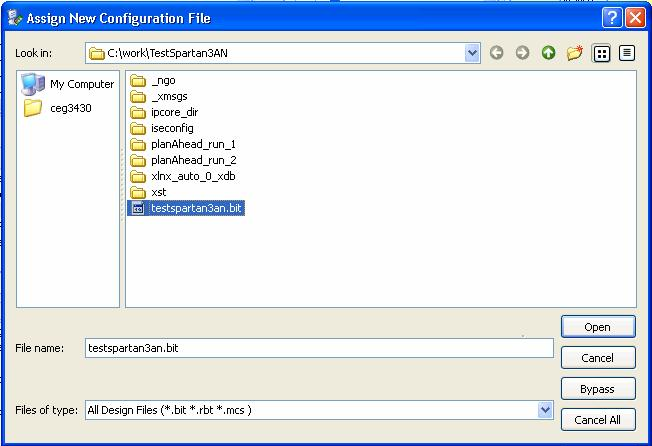 Assign New Configuration File
Look in: C:\work\TestSpartan3AN
My Computer
ceg3430
_ngo
_xmsgs
ipcore_dir
iseconfig
planAhead_run_1
planAhead_run_2
xlnx_auto_0_xdb
xst
testspartan3an.bit
File name: testspartan3an.bit
Files of type: All Design Files (*.bit *.rbt *.mcs )
Open
Cancel
Bypass
Cancel All